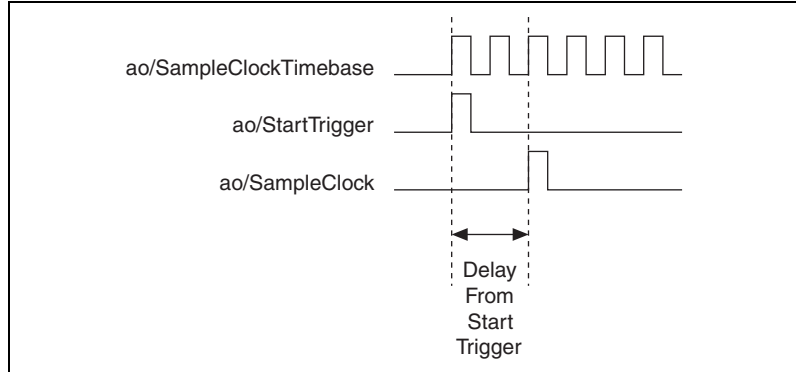 ao/SampleClockTimebase
ao/StartTrigger
ao/SampleClock
Delay
From
Start
Trigger